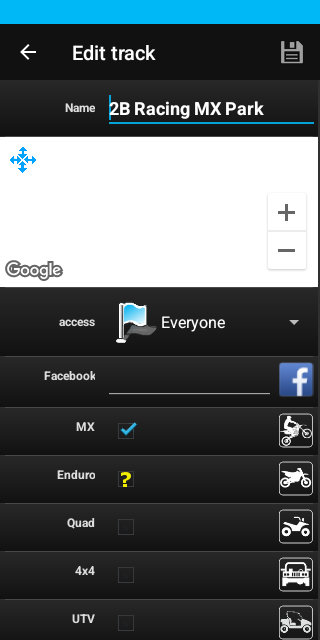 Edit track
Name 2B Racing MX Park
Google
access Everyone
Facebook
MX
Enduro ?
Quad
4x4
UTV